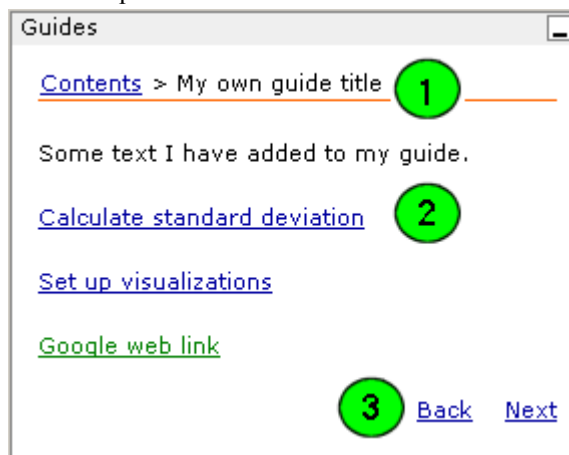 Guides
Contents > My own guide title 1
Some text I have added to my guide.
Calculate standard deviation 2
Set up visualizations
Google web link
3 Back Next